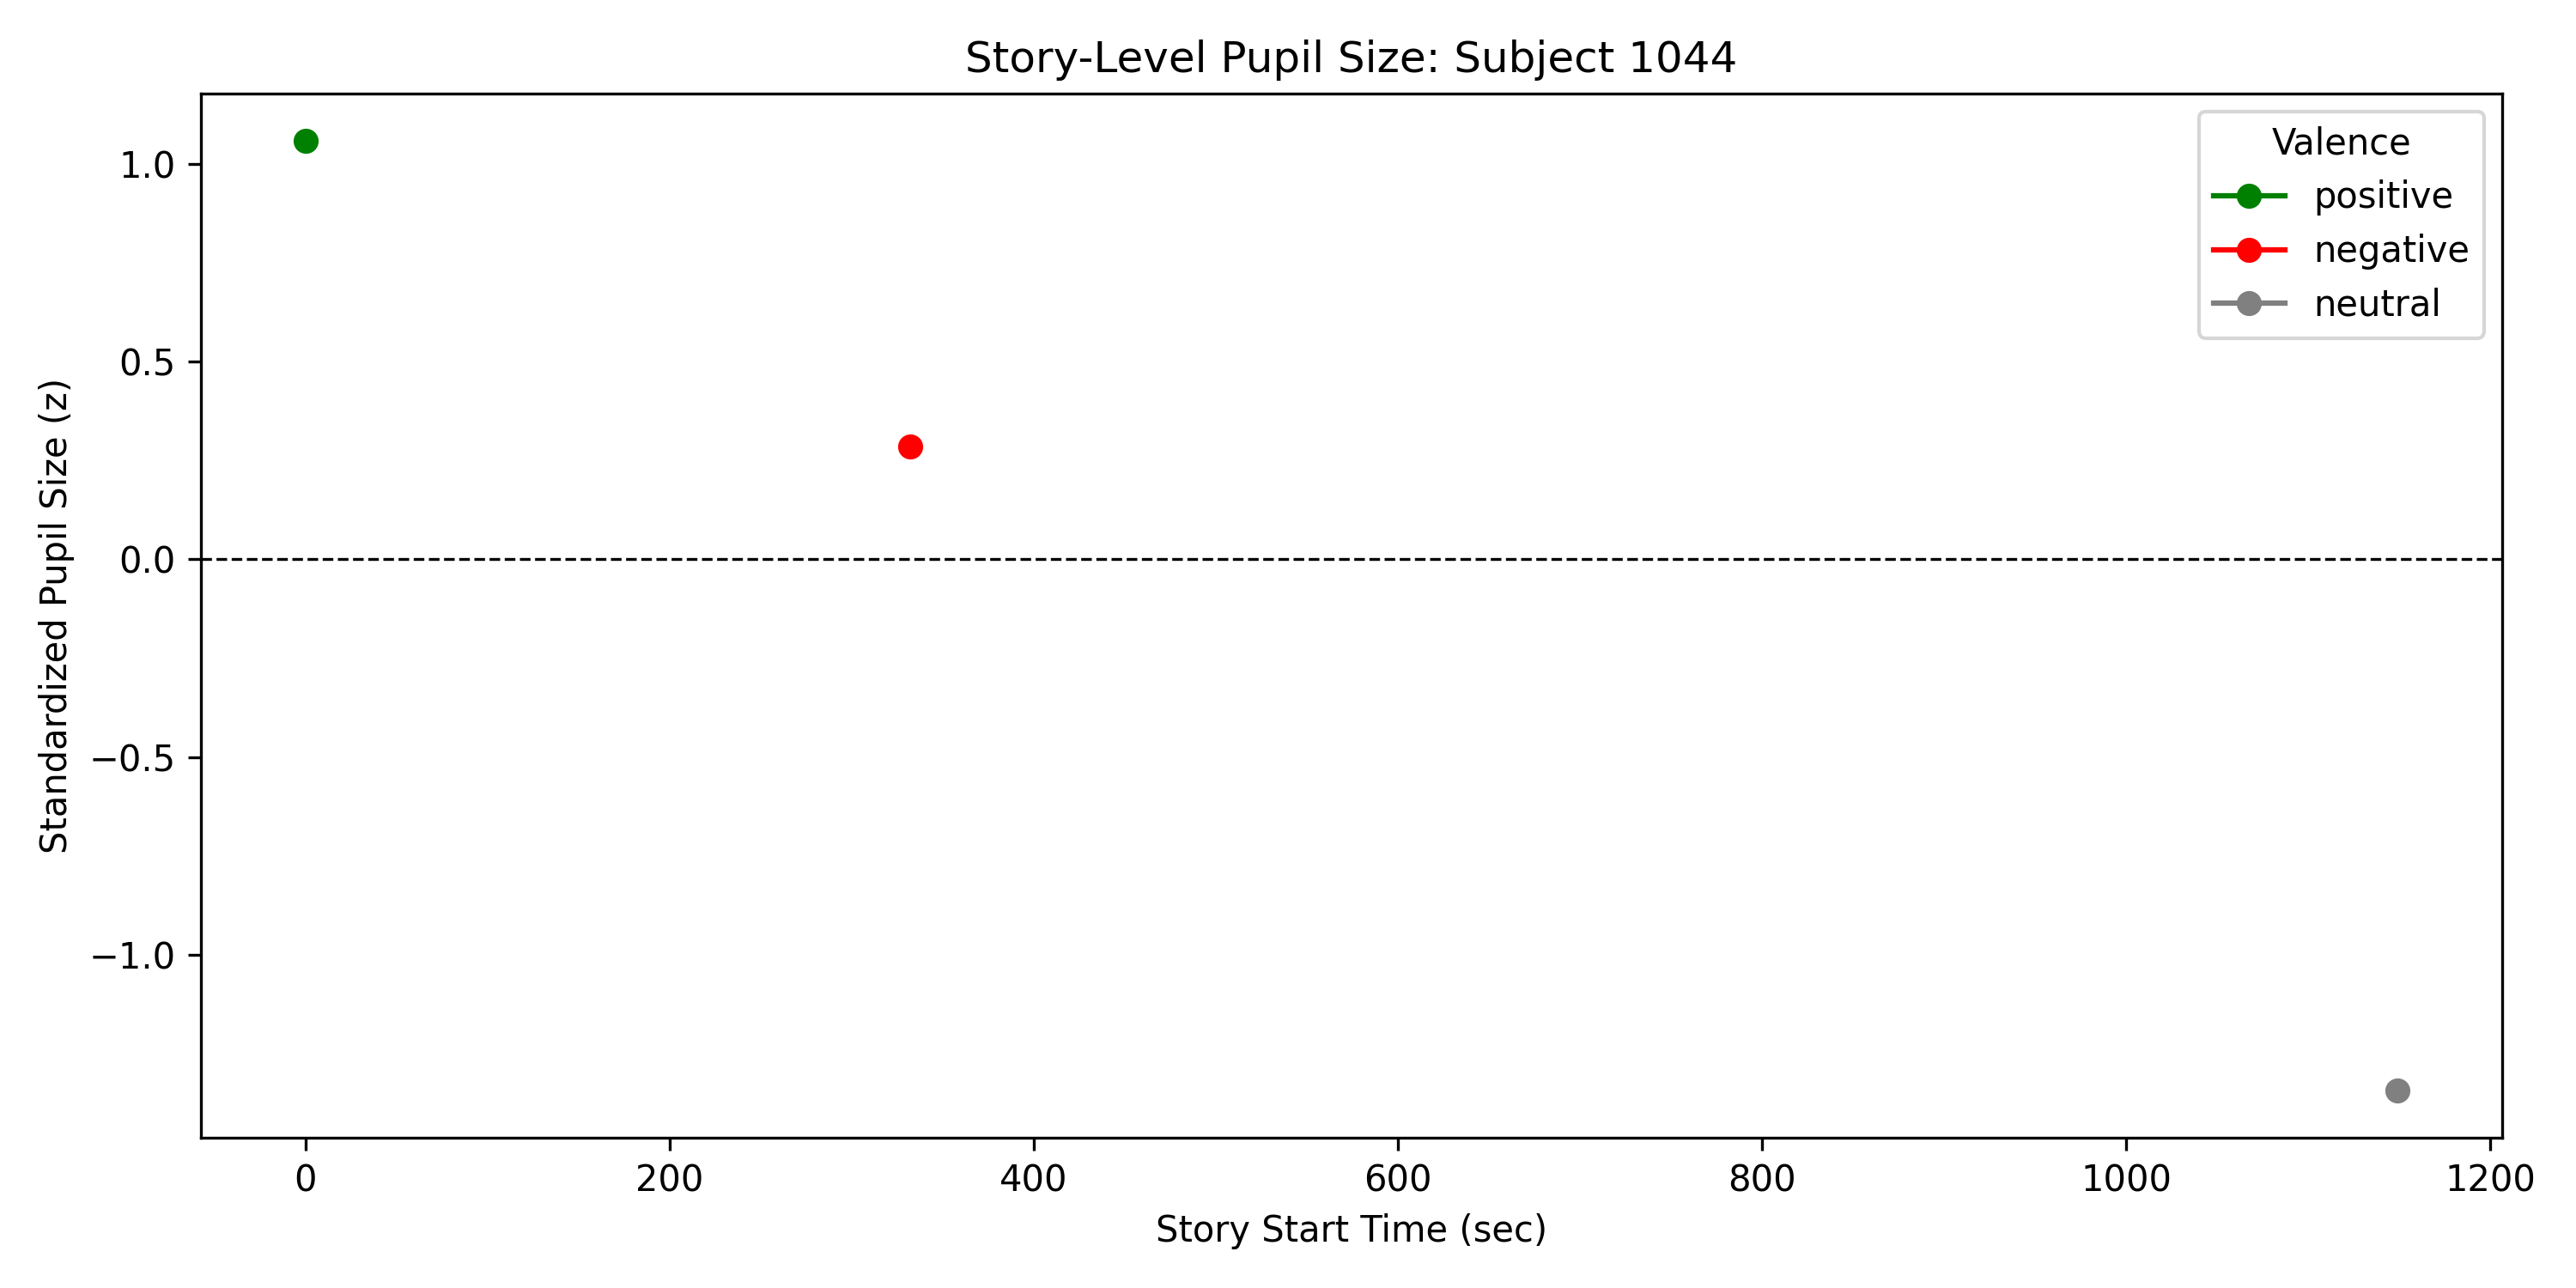 Story-Level Pupil Size: Subject 1044
Valence
positive
negative
neutral
Standardized Pupil Size (z)
1.0
0.5
0.0
−0.5
−1.0
0 200 400 600 800 1000 1200
Story Start Time (sec)